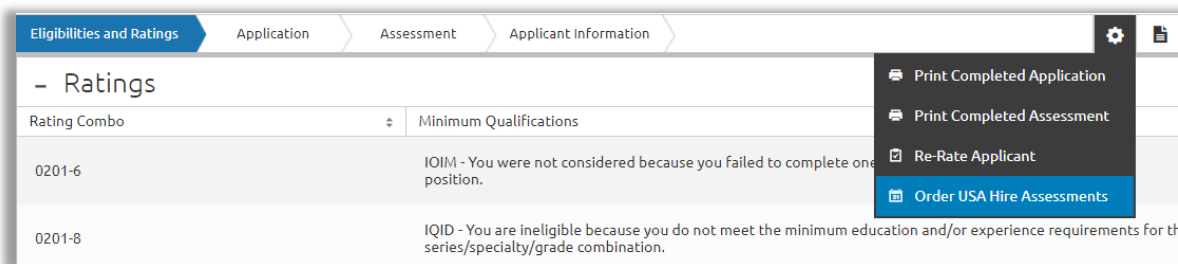 Eligibilities and Ratings Application Assessment Applicant Information
– Ratings
Print Completed Application
Print Completed Assessment
Re-Rate Applicant
Order USA Hire Assessments
Rating Combo Minimum Qualifications
0201-6 IOIM - You were not considered because you failed to complete one
position.
0201-8 IQID - You are ineligible because you do not meet the minimum education and/or experience requirements for
series/specialty/grade combination.